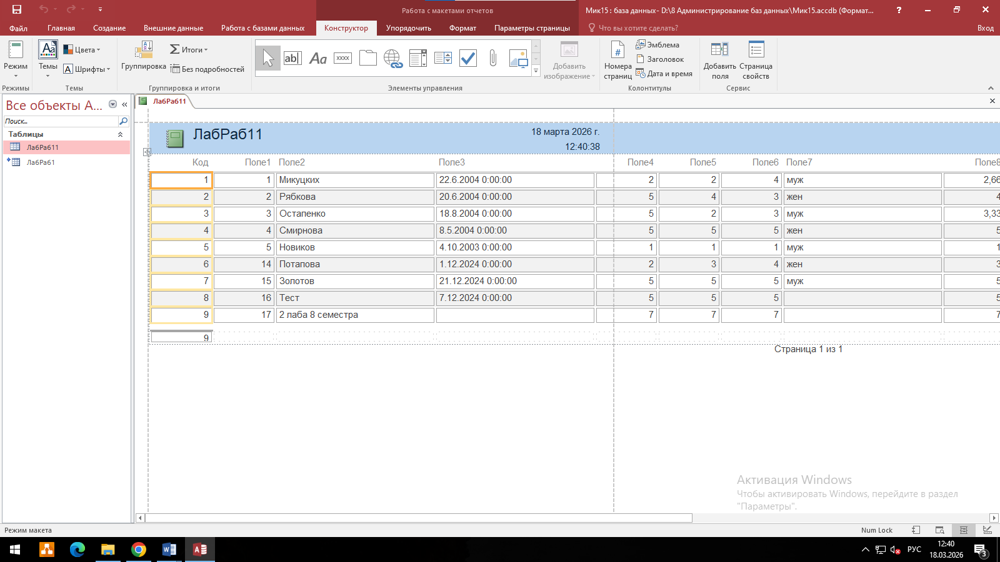 Работа с макетами отчетов
Мик15 : база данных- D:\8 Администрирование баз данных\Мик15.accdb (Формат...
?
Файл
Главная
Создание
Внешние данные
Работа с базами данных
Конструктор
Упорядочить
Формат
Параметры страницы
Что вы хотите сделать?
Вход
Режим
Темы
Цвета
Шрифты
Группировка
Итоги
Без подробностей
ab|
Aa
xxxx
Добавить изображение
Номера страниц
Эмблема
Заголовок
Дата и время
Добавить поля
Страница свойств
Режимы
Темы
Группировка и итоги
Элементы управления
Колонтитулы
Сервис
Все объекты A...
Поиск...
Таблицы
ЛабРаб11
ЛабРаб1
ЛабРаб11
ЛабРаб11
18 марта 2026 г.
12:40:38
Код Поле1 Поле2 Поле3 Поле4 Поле5 Поле6 Поле7 Поле8
1 1 Микуцких 22.6.2004 0:00:00 2 2 4 муж 2,66
2 2 Рябкова 20.6.2004 0:00:00 5 4 3 жен 4
3 3 Остапенко 18.8.2004 0:00:00 5 2 3 муж 3,33
4 4 Смирнова 8.5.2004 0:00:00 5 5 5 жен 5
5 5 Новиков 4.10.2003 0:00:00 1 1 1 муж 1
6 14 Потапова 1.12.2024 0:00:00 2 3 4 жен 3
7 15 Золотов 21.12.2024 0:00:00 5 5 5 муж 5
8 16 Тест 7.12.2024 0:00:00 5 5 5 5
9 17 2 лаба 8 семестра 7 7 7 7
9
Страница 1 из 1
Активация Windows
Чтобы активировать Windows, перейдите в раздел
"Параметры".
Режим макета
Num Lock
РУС
12:40
18.03.2026
3